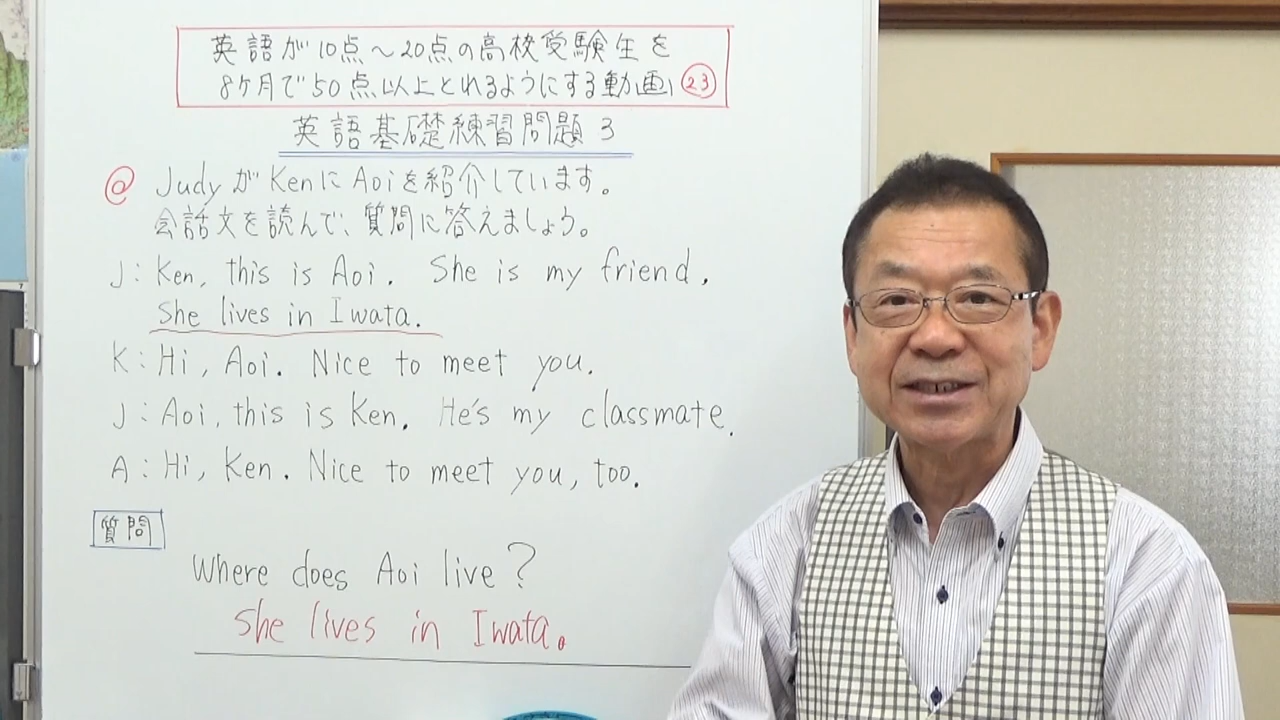 英語が10点～20点の高校受験生を
8ケ月で50点以上とれるようにする動画 23
英語基礎練習問題 3
@ JudyがKenにAoiを紹介しています。
会話文を読んで、質問に答えましょう。
J: Ken, this is Aoi. She is my friend.
She lives in Iwata.
K: Hi, Aoi. Nice to meet you.
J: Aoi, this is Ken. He's my classmate.
A: Hi, Ken. Nice to meet you, too.
質問
Where does Aoi live?
She lives in Iwata.